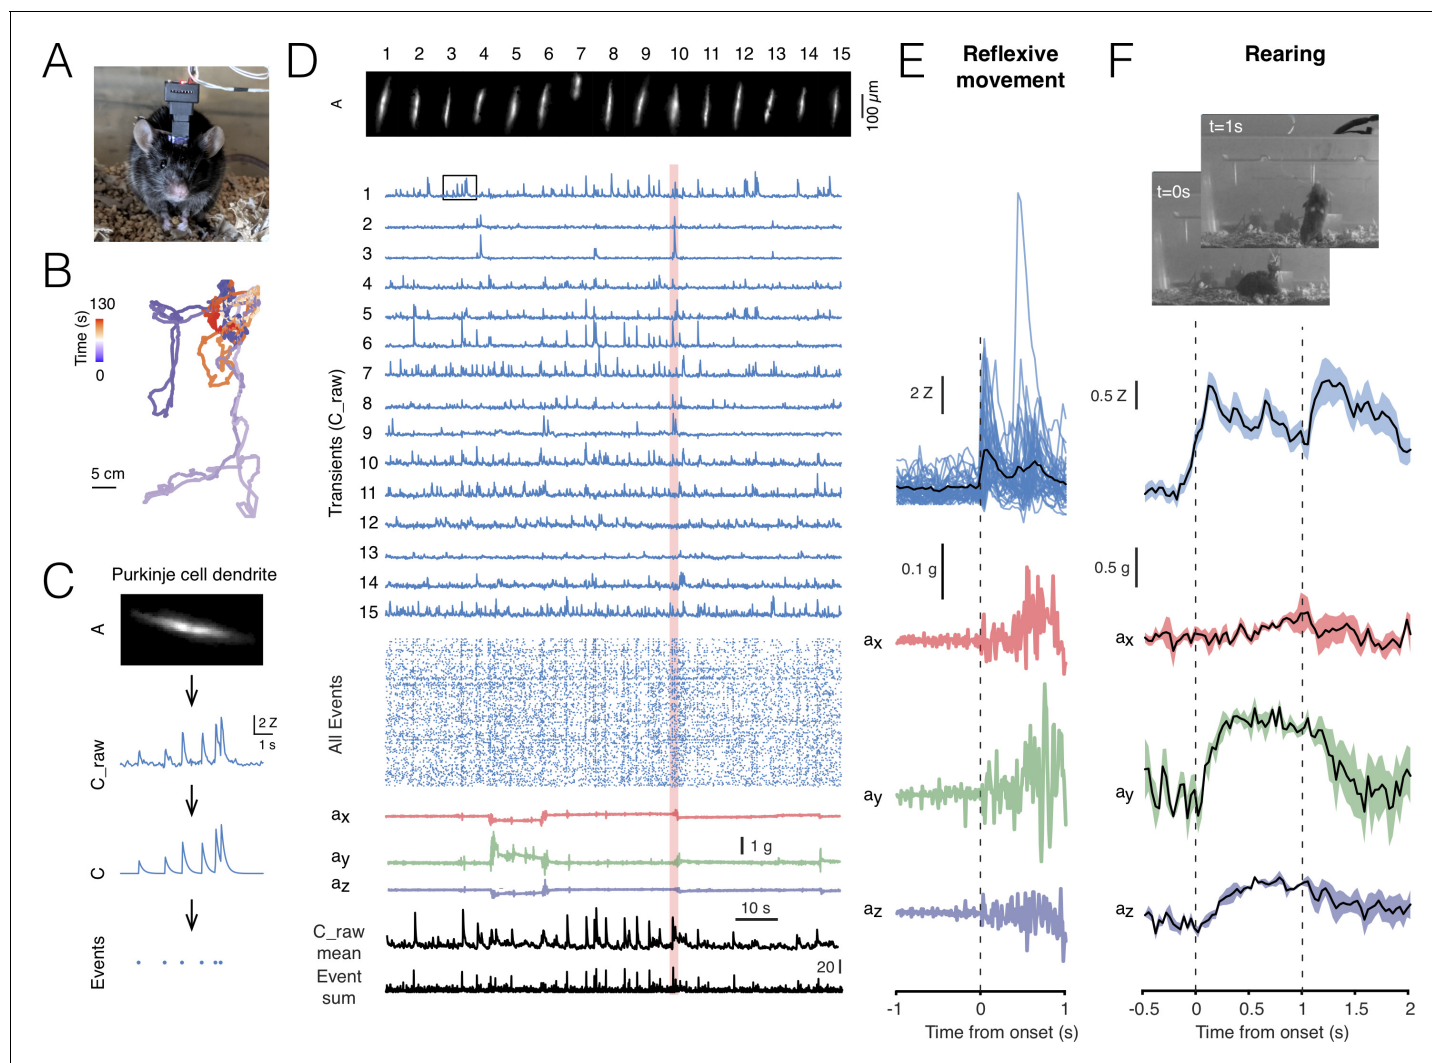 A
B
130
Time (s)
0
5 cm
C
Purkinje cell dendrite
A
C_raw
2 Z
1 s
C
Events
D
1 2 3 4 5 6 7 8 9 10 11 12 13 14 15
A
100 µm
Transients (C_raw)
1
2
3
4
5
6
7
8
9
10
11
12
13
14
15
All Events
ax
ay
1 g
az
10 s
C_raw
mean
20
Event
sum
E
Reflexive
movement
2 Z
0.1 g
ax
ay
az
-1 0 1
Time from onset (s)
F
Rearing
t=1s
t=0s
0.5 Z
0.5 g
ax
ay
az
-0.5 0 0.5 1 1.5 2
Time from onset (s)